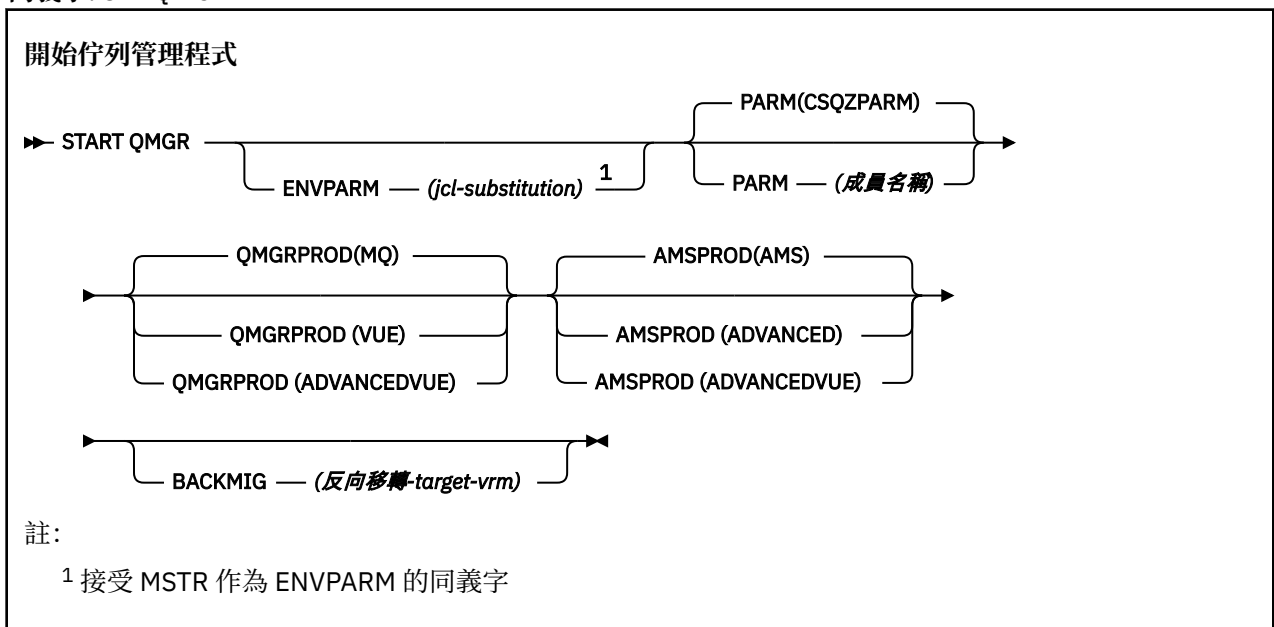 開始佇列管理程式
PARM(CSQZPARM)
START QMGR
ENVPARM (jcl-substitution) 1
PARM (成員名稱)
QMGRPROD(MQ) AMSPROD(AMS)
QMGRPROD (VUE) AMSPROD (ADVANCED)
QMGRPROD (ADVANCEDVUE) AMSPROD (ADVANCEDVUE)
BACKMIG (反向移轉-target-vrm)
註：
1 接受 MSTR 作為 ENVPARM 的同義字